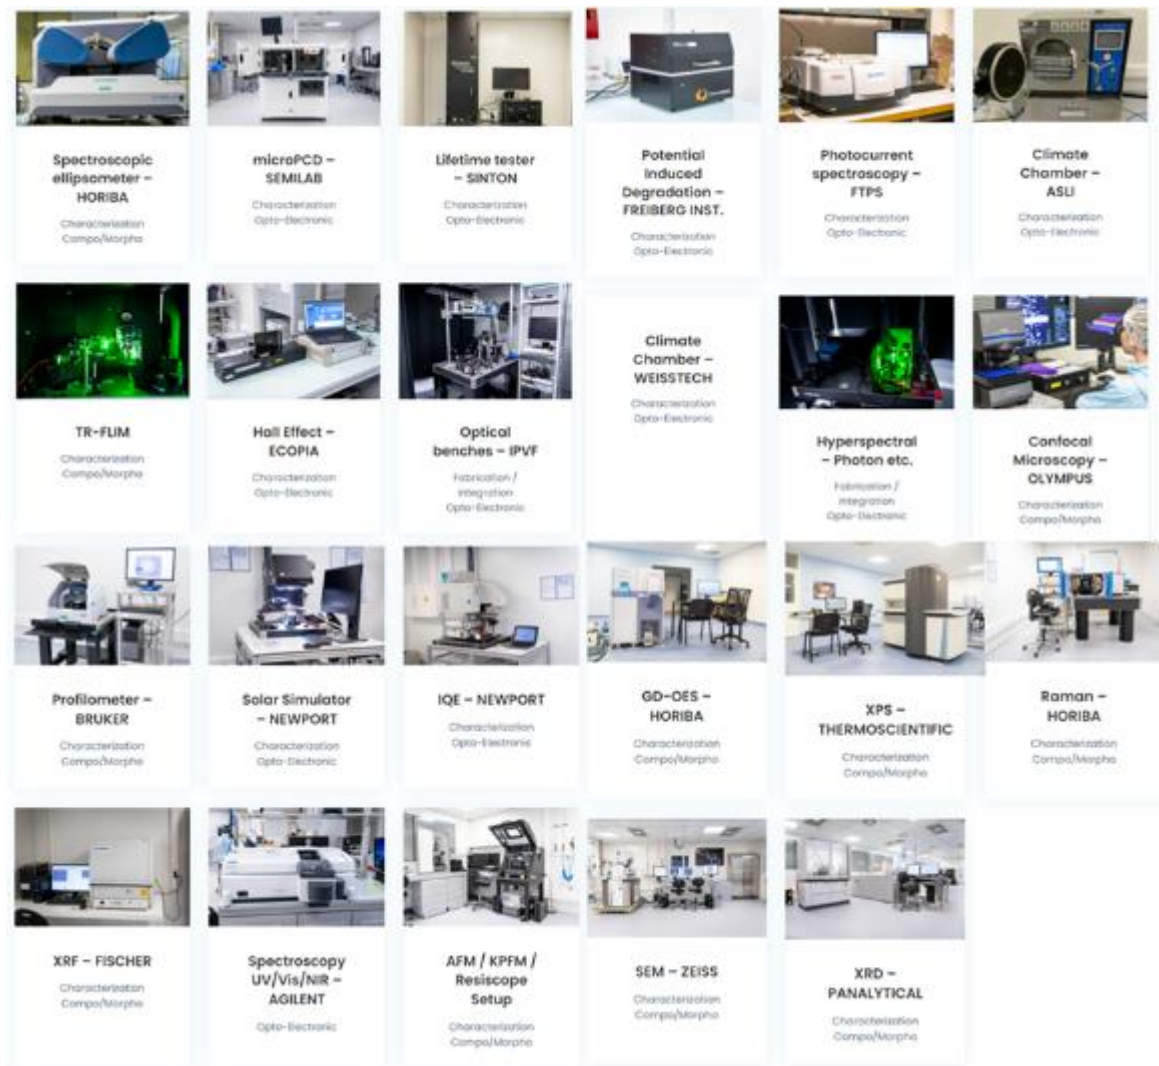 Spectroscopic
ellipsometer –
HORIBA
Characterization
Compo/Morpho
microPCD –
SEMILAB
Characterization
Opto-Electronic
Lifetime tester
– SINTON
Characterization
Opto-Electronic
Potential
Induced
Degradation –
FREIBERG INST.
Characterization
Opto-Electronic
Photocurrent
spectroscopy –
FTPS
Characterization
Opto-Electronic
Climate
Chamber –
ASLI
Characterization
Opto-Electronic
TR-FLIM
Characterization
Compo/Morpho
Hall Effect –
ECOPIA
Characterization
Opto-Electronic
Optical
benches – IPVF
Fabrication /
Integration
Opto-Electronic
Climate
Chamber –
WEISSTECH
Characterization
Opto-Electronic
Hyperspectral
– Photon etc.
Fabrication /
Integration
Opto-Electronic
Confocal
Microscopy –
OLYMPUS
Characterization
Compo/Morpho
Profilometer –
BRUKER
Characterization
Compo/Morpho
Solar Simulator
– NEWPORT
Characterization
Opto-Electronic
IQE – NEWPORT
Characterization
Opto-Electronic
GD-OES –
HORIBA
Characterization
Compo/Morpho
XPS –
THERMOSCIENTIFIC
Characterization
Compo/Morpho
Raman –
HORIBA
Characterization
Compo/Morpho
XRF – FISCHER
Characterization
Compo/Morpho
Spectroscopy
UV/Vis/NIR –
AGILENT
Opto-Electronic
AFM / KPFM /
Resiscope
Setup
Characterization
Compo/Morpho
SEM – ZEISS
Characterization
Compo/Morpho
XRD –
PANALYTICAL
Characterization
Compo/Morpho